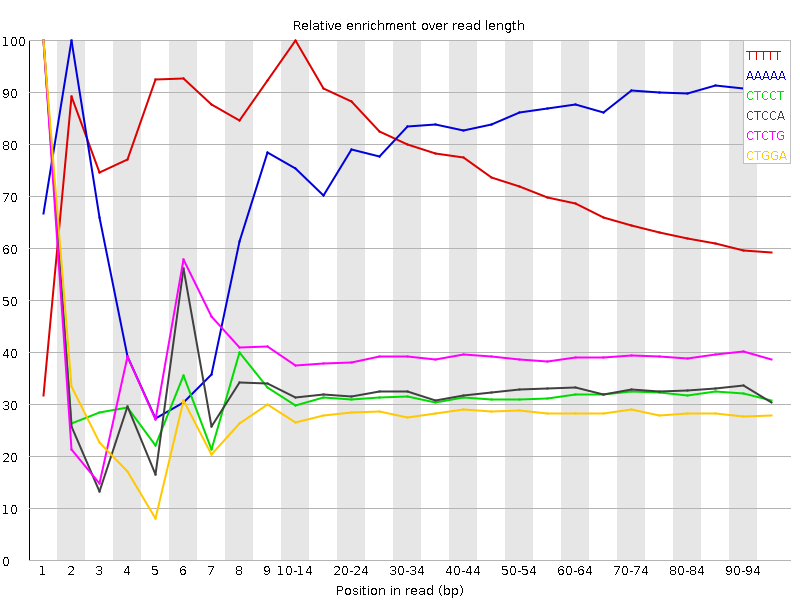 Relative enrichment over read length
100
90
80
70
60
50
40
30
20
10
0
TTTTT
AAAAA
CTCCT
CTCCA
CTCTG
CTGGA
1 2 3 4 5 6 7 8 9 10-14 20-24 30-34 40-44 50-54 60-64 70-74 80-84 90-94
Position in read (bp)